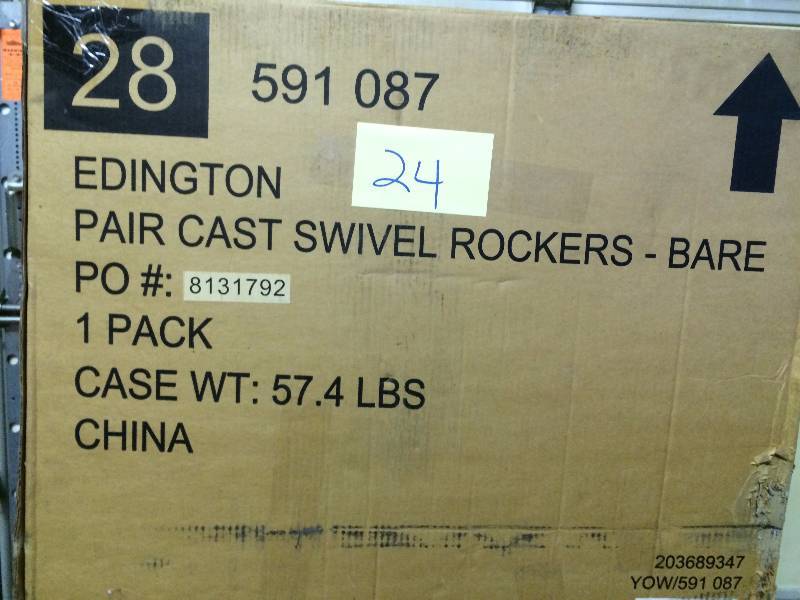 28
591 087
24
EDINGTON
PAIR CAST SWIVEL ROCKERS - BARE
PO #: 8131792
1 PACK
CASE WT: 57.4 LBS
CHINA
203689347
YOW/591 087